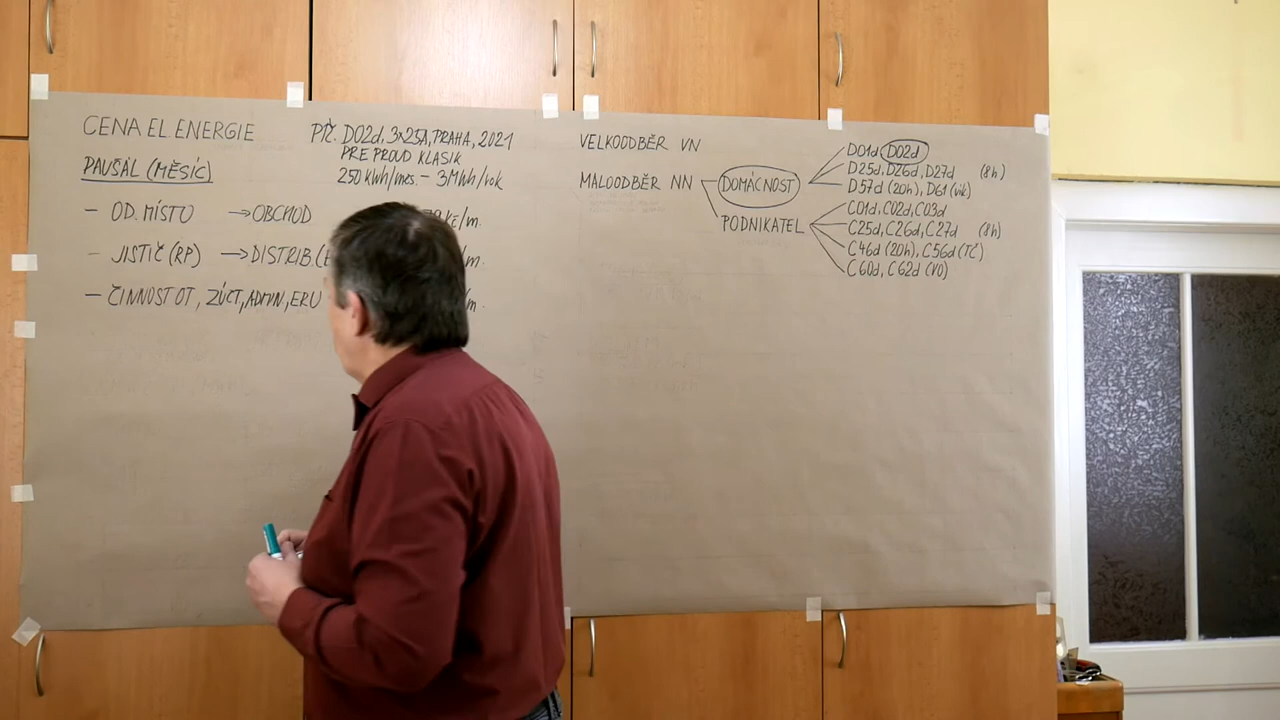 CENA EL ENERGIE
PŘ. D02d, 3x25A, PRAHA, 2021
PRE PROUD KLASIK
250 kWh/měs. – 3MWh/rok
PAUŠÁL (MĚSÍC)
– OD. MÍSTO → OBCHOD Kč/m.
– JISTIČ (RP) → DISTRIB.
– ČINNOST OT, ZÚČT, ADMIN, ERU
VELKOODBĚR VN
MALOODBĚR NN
DOMÁCNOST
D01d, D02d
D25d, D26d, D27d (8h)
D57d (20h), D61 (vík)
PODNIKATEL
C01d, C02d, C03d
C25d, C26d, C27d (8h)
C46d (20h), C56d (TČ)
C60d, C62d (VO)